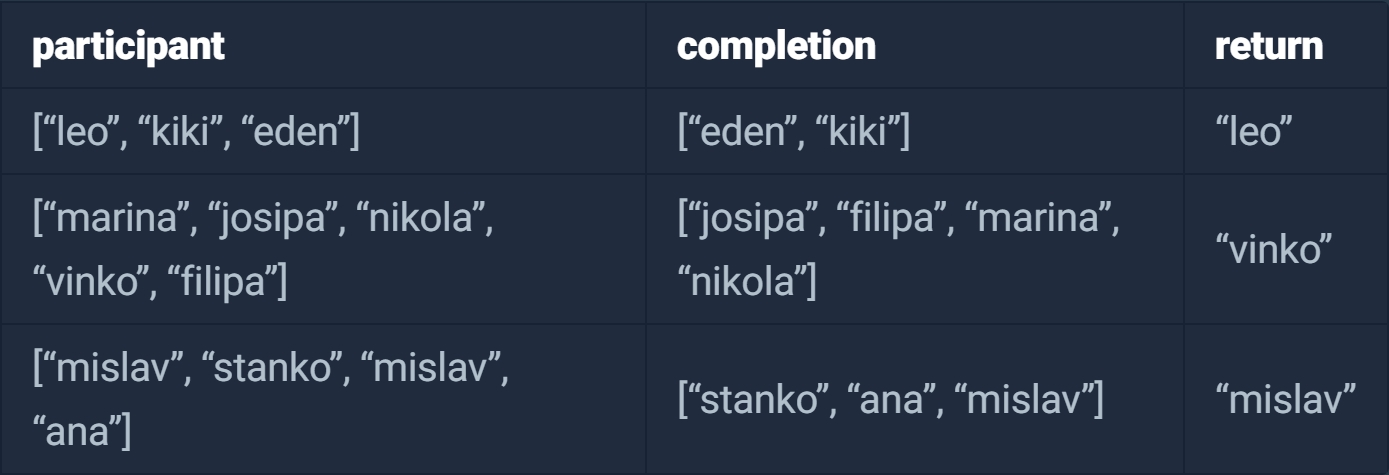 participant completion return
[“leo”, “kiki”, “eden”] [“eden”, “kiki”] “leo”
[“marina”, “josipa”, “nikola”,
“vinko”, “filipa”]
[“josipa”, “filipa”, “marina”,
“nikola”]
“vinko”
[“mislav”, “stanko”, “mislav”,
“ana”]
[“stanko”, “ana”, “mislav”]
“mislav”